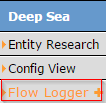 Deep Sea
Entity Research
Config View
Flow Logger